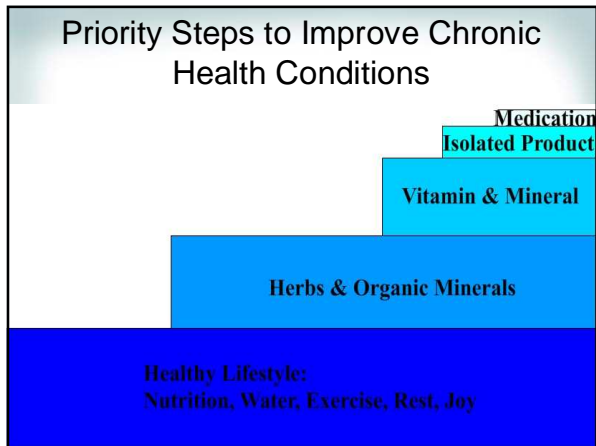 Priority Steps to Improve Chronic
Health Conditions
Medication
Isolated Product
Vitamin & Mineral
Herbs & Organic Minerals
Healthy Lifestyle:
Nutrition, Water, Exercise, Rest, Joy